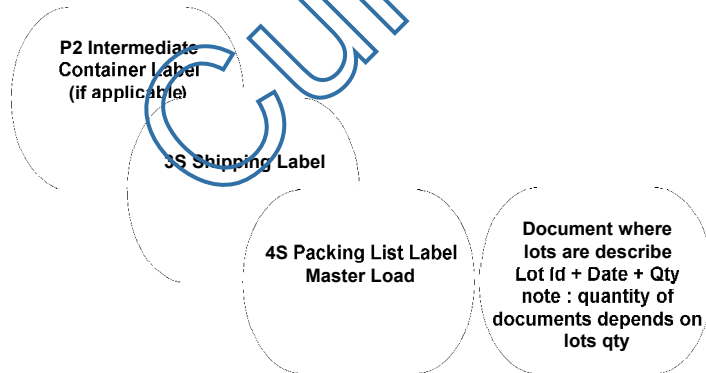 P2 Intermediate
Container Label
(if applicable)
3S Shipping Label
4S Packing List Label
Master Load
Document where
lots are describe
Lot Id + Date + Qty
note : quantity of
documents depends on
lots qty